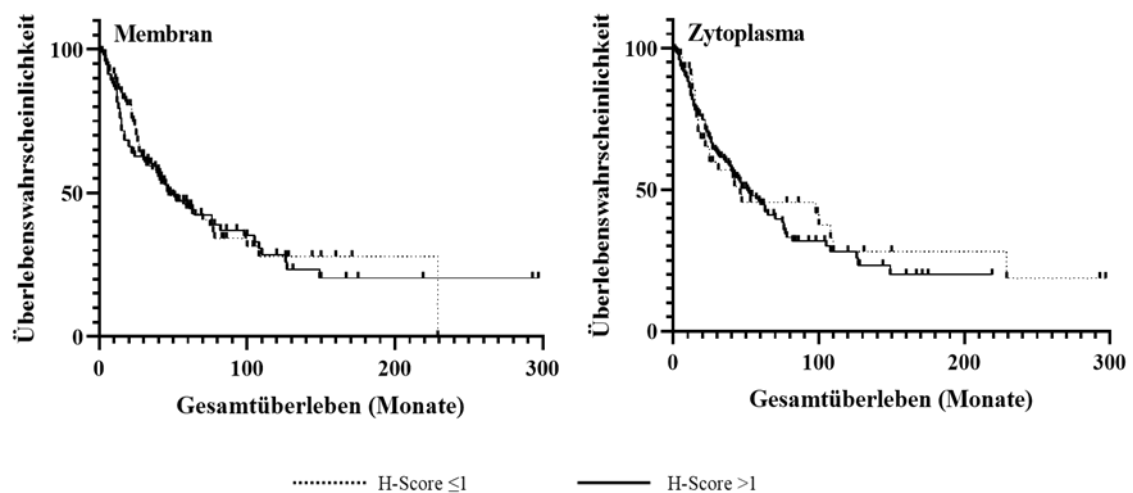 Membran
Überlebenswahrscheinlichkeit
100
50
0
0 100 200 300
Gesamtüberleben (Monate)
Zytoplasma
Überlebenswahrscheinlichkeit
100
50
0
0 100 200 300
Gesamtüberleben (Monate)
H-Score ≤1 H-Score >1